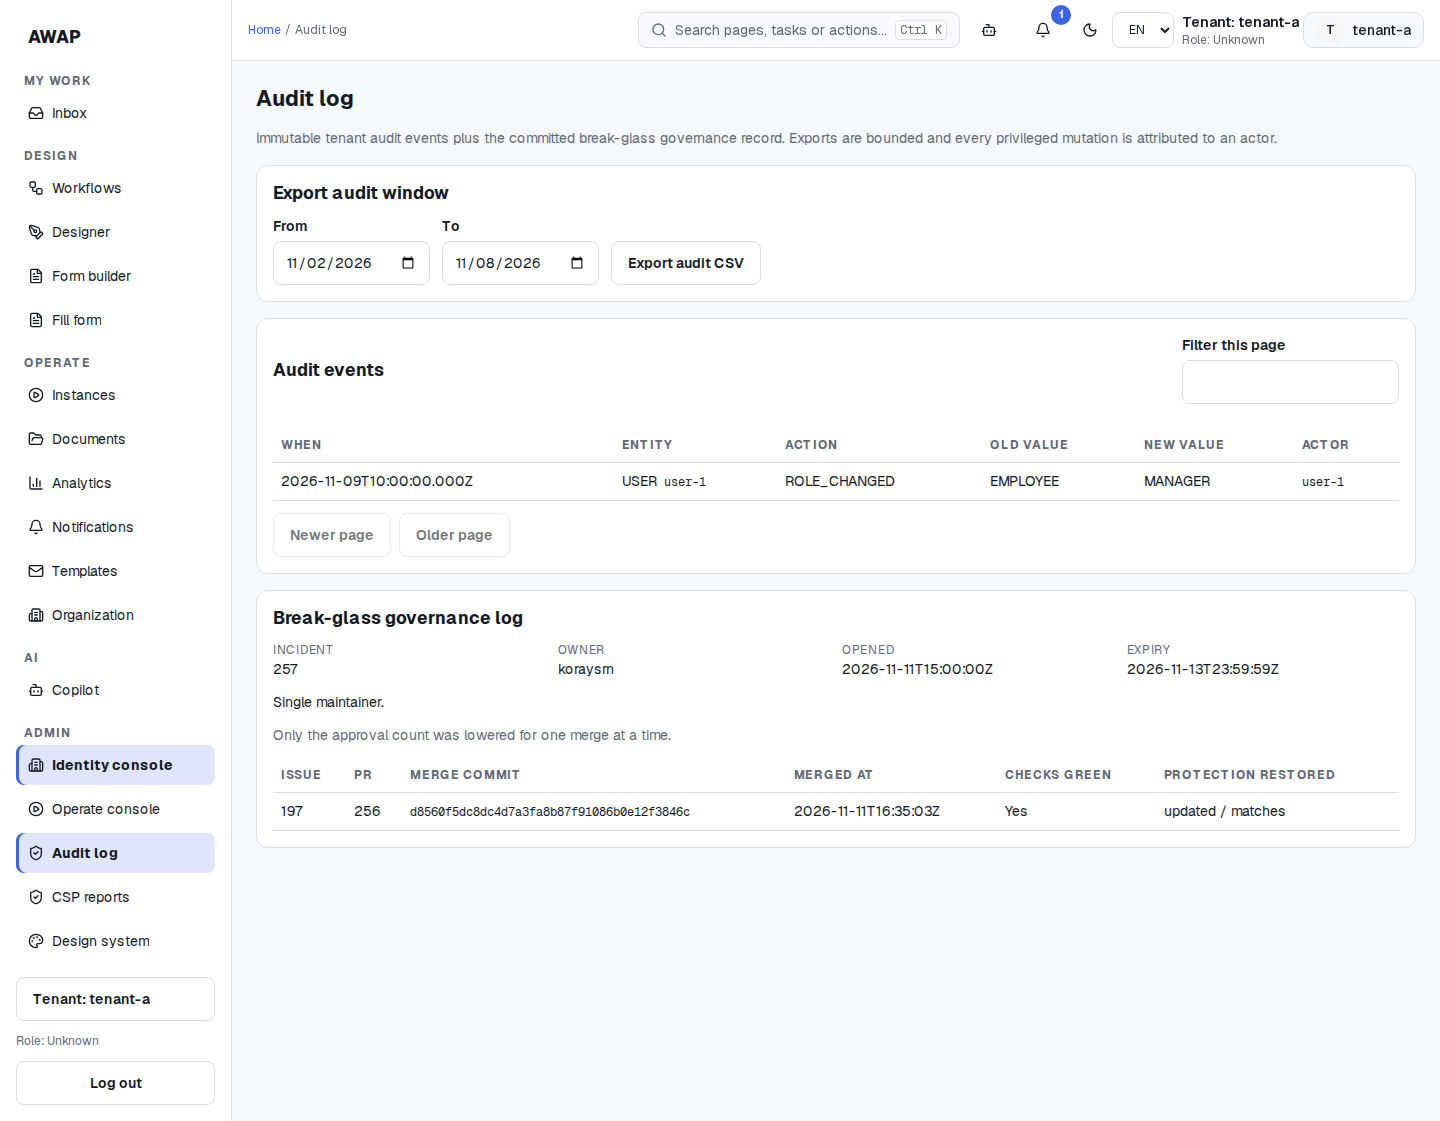 AWAP
MY WORK
Inbox
DESIGN
Workflows
Designer
Form builder
Fill form
OPERATE
Instances
Documents
Analytics
Notifications
Templates
Organization
AI
Copilot
ADMIN
Identity console
Operate console
Audit log
CSP reports
Design system
Tenant: tenant-a
Role: Unknown
Log out
Home / Audit log
Search pages, tasks or actions... Ctrl K
1
EN
Tenant: tenant-a
Role: Unknown
T tenant-a
Audit log
Immutable tenant audit events plus the committed break-glass governance record. Exports are bounded and every privileged mutation is attributed to an actor.
Export audit window
From To
11/02/2026 11/08/2026 Export audit CSV
Audit events
Filter this page
WHEN ENTITY ACTION OLD VALUE NEW VALUE ACTOR
2026-11-09T10:00:00.000Z USER user-1 ROLE_CHANGED EMPLOYEE MANAGER user-1
Newer page Older page
Break-glass governance log
INCIDENT OWNER OPENED EXPIRY
257 koraysrn 2026-11-11T15:00:00Z 2026-11-13T23:59:59Z
Single maintainer.
Only the approval count was lowered for one merge at a time.
ISSUE PR MERGE COMMIT MERGED AT CHECKS GREEN PROTECTION RESTORED
197 256 d8560f5dc8dc4d7a3fa8b87f91086b0e12f3846c 2026-11-11T16:35:03Z Yes updated / matches